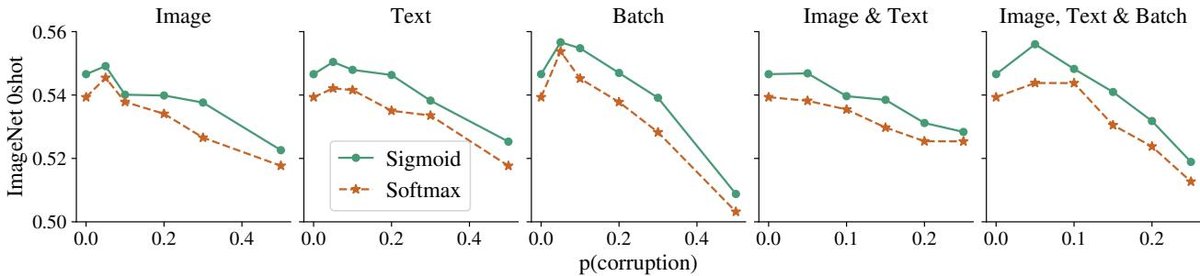 Image
Text
Batch
Image & Text
Image, Text & Batch
ImageNet 0shot
0.56
0.54
0.52
0.50
Sigmoid
Softmax
0.0 0.2 0.4
0.0 0.2 0.4
0.0 0.2 0.4
0.0 0.1 0.2
0.0 0.1 0.2
p(corruption)